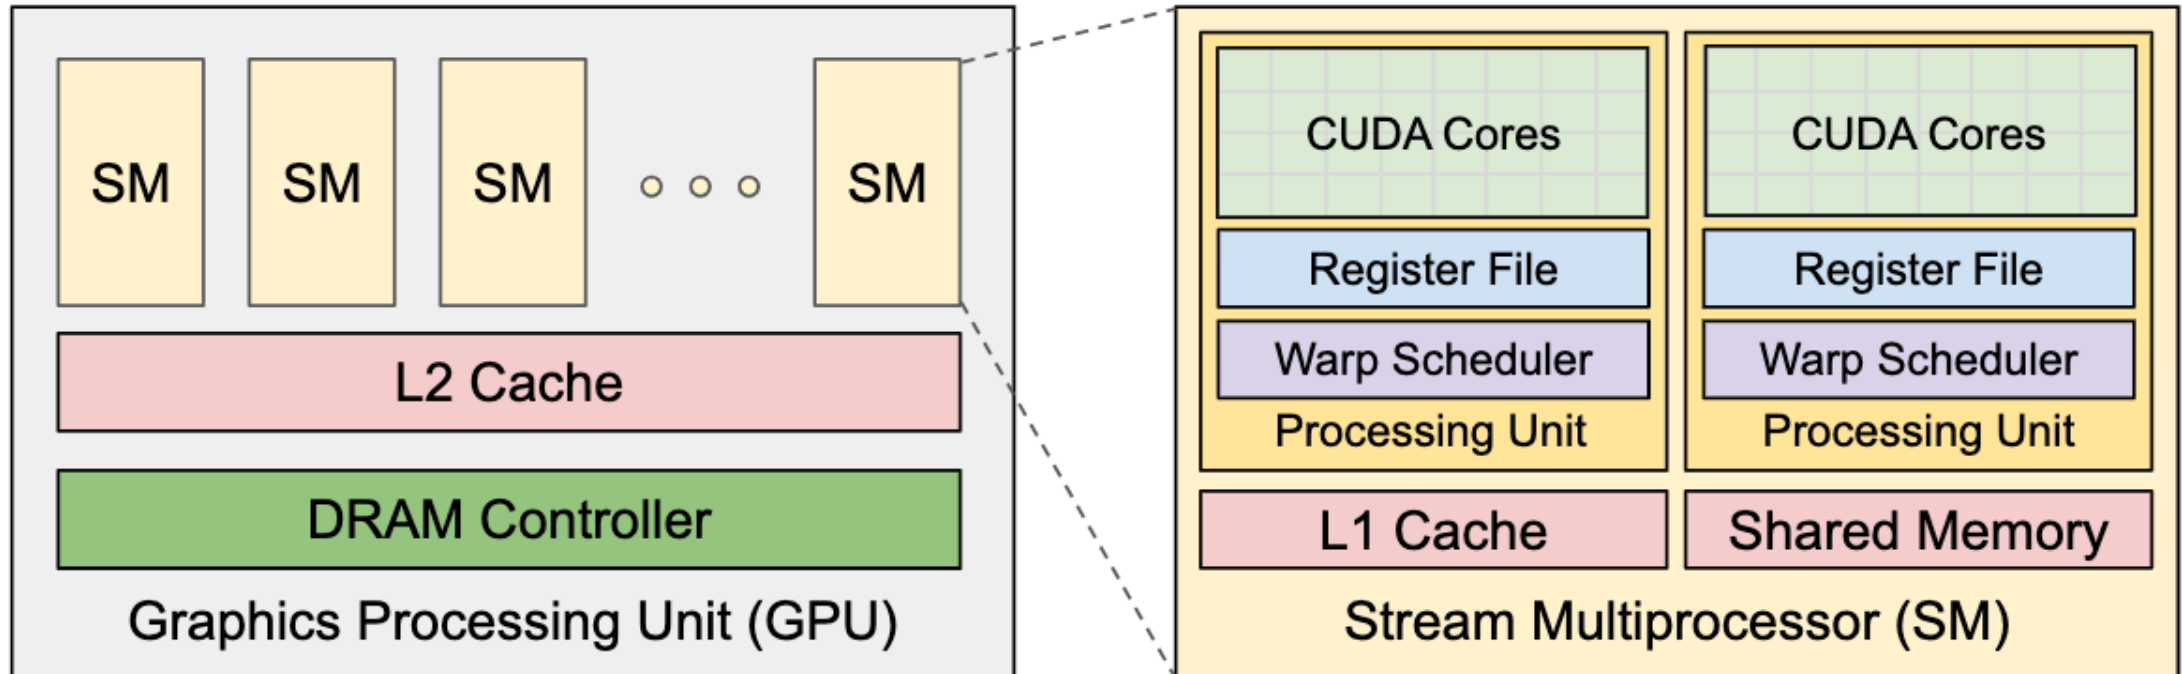 SM
SM
SM
SM
L2 Cache
DRAM Controller
Graphics Processing Unit (GPU)
CUDA Cores
Register File
Warp Scheduler
Processing Unit
CUDA Cores
Register File
Warp Scheduler
Processing Unit
L1 Cache
Shared Memory
Stream Multiprocessor (SM)